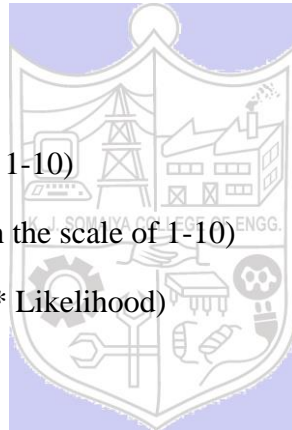 1-10)
K. J. SOMAIYA COLLEGE OF ENGG.
the scale of 1-10)
* Likelihood)